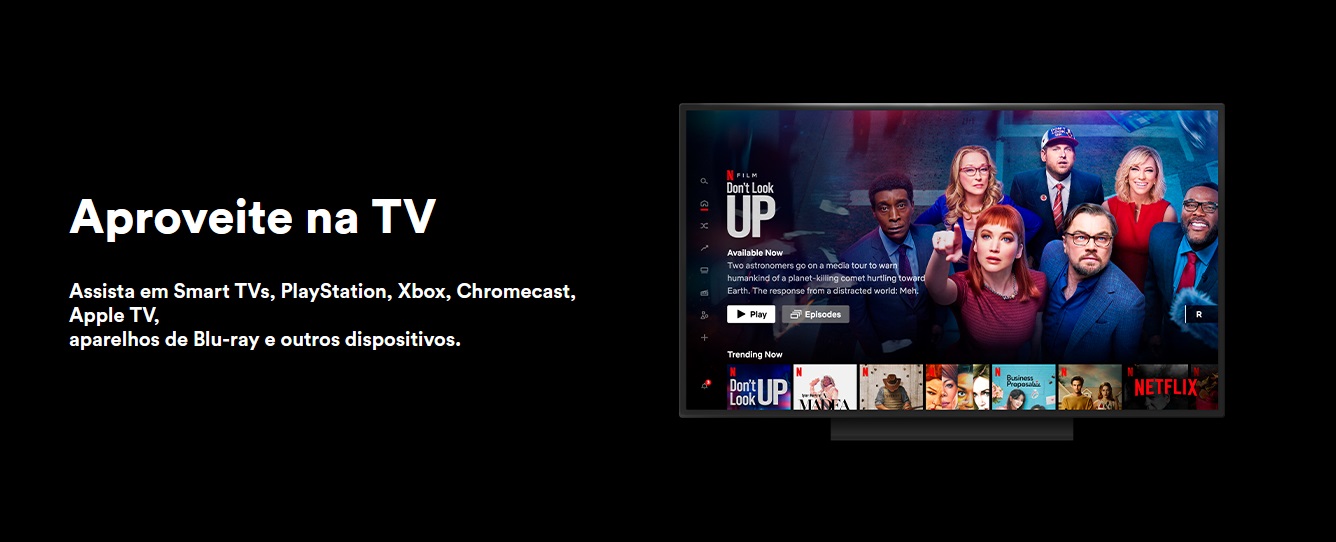 Aproveite na TV
Assista em Smart TVs, PlayStation, Xbox, Chromecast,
Apple TV,
aparelhos de Blu-ray e outros dispositivos.
N FILM
Don't Look
UP
Available Now
Two astronomers go on a media tour to warn
humankind of a planet-killing comet hurtling toward
Earth. The response from a distracted world: Meh.
Play
Episodes
R
Trending Now
Don't Look UP
MADEA
Business
Proposal
NETFLIX